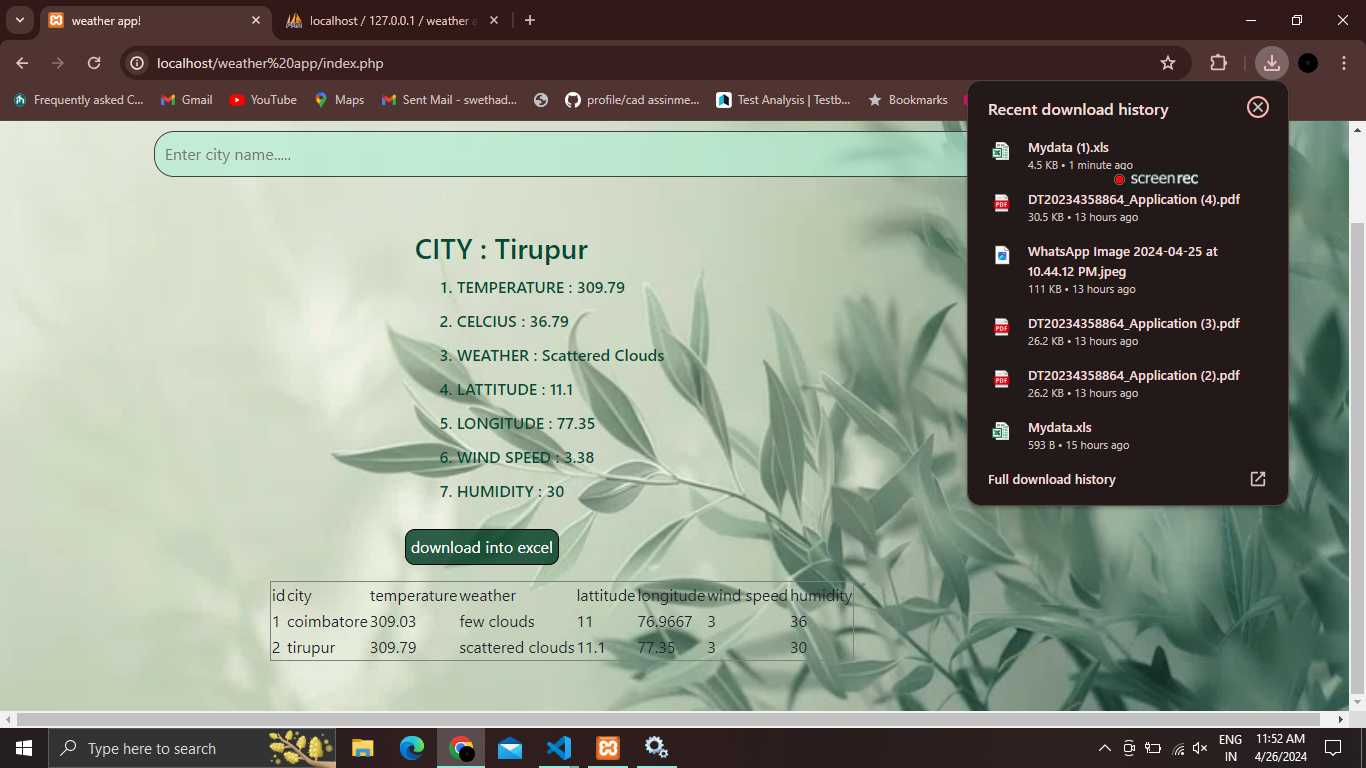 weather app!
localhost / 127.0.0.1 / weather a
localhost/weather%20app/index.php
Frequently asked C...
Gmail
YouTube
Maps
Sent Mail - swethad...
profile/cad assinme...
Test Analysis | Testb...
Bookmarks
Enter city name.....
CITY : Tirupur
1. TEMPERATURE : 309.79
2. CELCIUS : 36.79
3. WEATHER : Scattered Clouds
4. LATTITUDE : 11.1
5. LONGITUDE : 77.35
6. WIND SPEED : 3.38
7. HUMIDITY : 30
download into excel
id city temperature weather lattitude longitude wind speed humidity
1 coimbatore 309.03 few clouds 11 76.9667 3 36
2 tirupur 309.79 scattered clouds 11.1 77.35 3 30
Recent download history
Mydata (1).xls
4.5 KB • 1 minute ago
screenrec
DT20234358864_Application (4).pdf
30.5 KB • 13 hours ago
WhatsApp Image 2024-04-25 at
10.44.12 PM.jpeg
111 KB • 13 hours ago
DT20234358864_Application (3).pdf
26.2 KB • 13 hours ago
DT20234358864_Application (2).pdf
26.2 KB • 13 hours ago
Mydata.xls
593 B • 15 hours ago
Full download history
Type here to search
ENG
IN
11:52 AM
4/26/2024